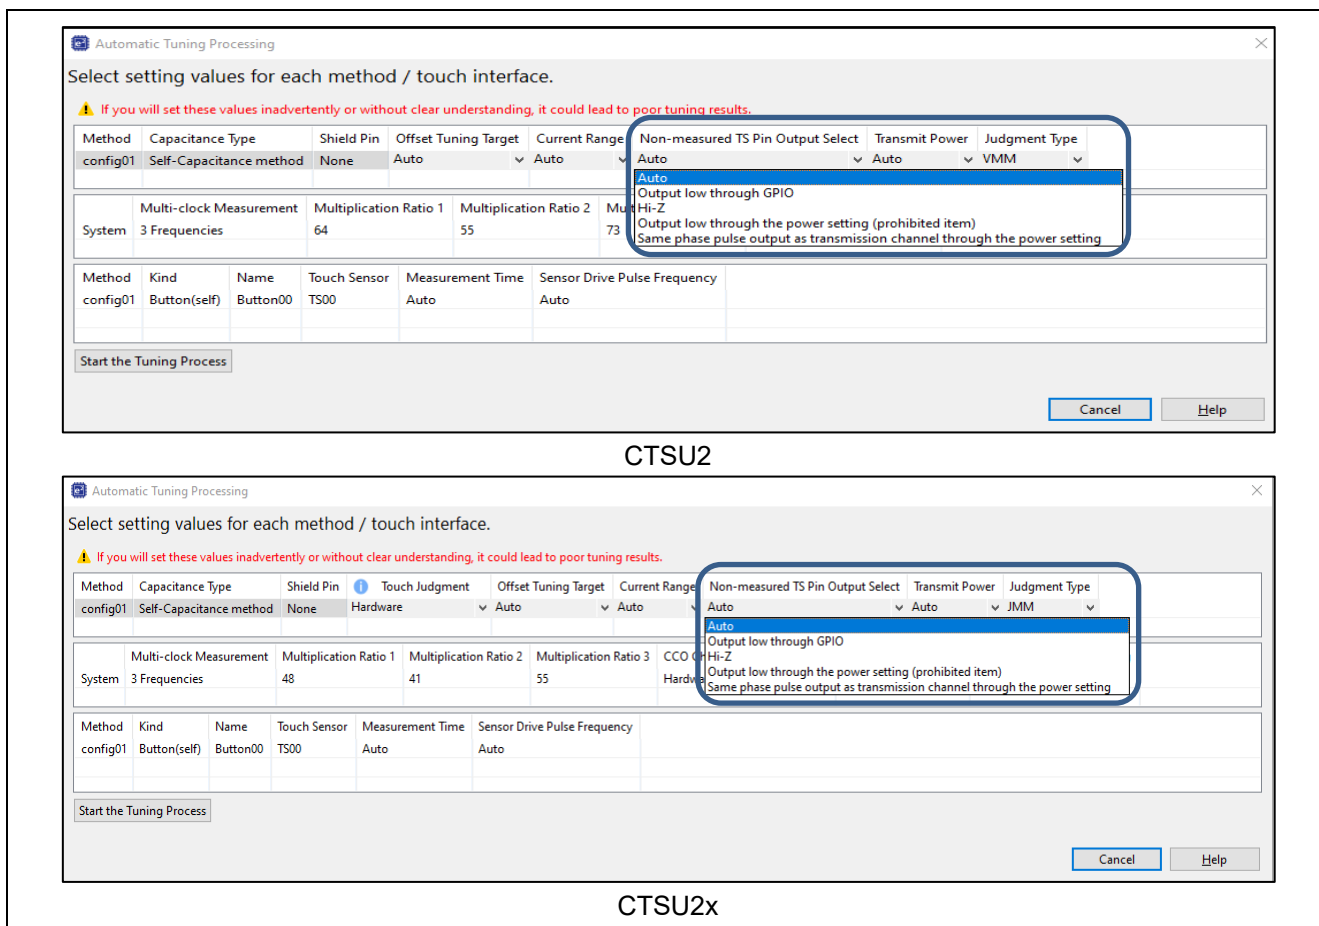 Automatic Tuning Processing
Select setting values for each method / touch interface.
If you will set these values inadvertently or without clear understanding, it could lead to poor tuning results.
Method Capacitance Type Shield Pin Offset Tuning Target Current Range Non-measured TS Pin Output Select Transmit Power Judgment Type
config01 Self-Capacitance method None Auto Auto Auto Auto VMM
Auto
Output low through GPIO
Hi-Z
Output low through the power setting (prohibited item)
Same phase pulse output as transmission channel through the power setting
Multi-clock Measurement Multiplication Ratio 1 Multiplication Ratio 2
System 3 Frequencies 64 55 73
Method Kind Name Touch Sensor Measurement Time Sensor Drive Pulse Frequency
config01 Button(self) Button00 TS00 Auto Auto
Start the Tuning Process
Cancel Help
CTSU2
Automatic Tuning Processing
Select setting values for each method / touch interface.
If you will set these values inadvertently or without clear understanding, it could lead to poor tuning results.
Method Capacitance Type Shield Pin Touch Judgment Offset Tuning Target Current Range Non-measured TS Pin Output Select Transmit Power Judgment Type
config01 Self-Capacitance method None Hardware Auto Auto Auto Auto JMM
Auto
Output low through GPIO
Hi-Z
Output low through the power setting (prohibited item)
Same phase pulse output as transmission channel through the power setting
Multi-clock Measurement Multiplication Ratio 1 Multiplication Ratio 2 Multiplication Ratio 3 CCO
System 3 Frequencies 48 41 55
Method Kind Name Touch Sensor Measurement Time Sensor Drive Pulse Frequency
config01 Button(self) Button00 TS00 Auto Auto
Start the Tuning Process
Cancel Help
CTSU2x